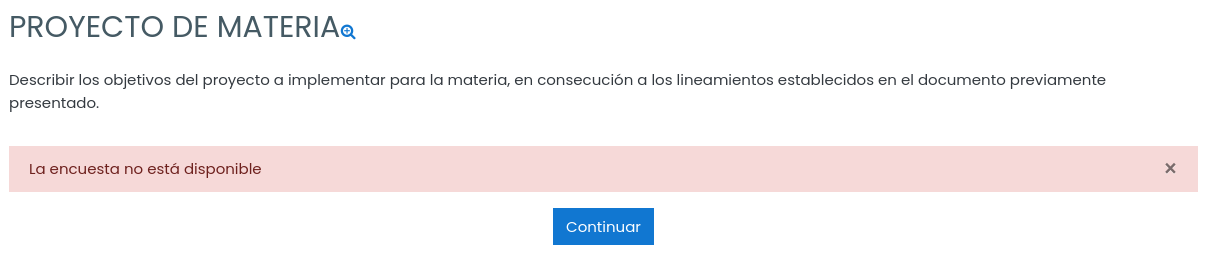 PROYECTO DE MATERIA
Describir los objetivos del proyecto a implementar para la materia, en consecución a los lineamientos establecidos en el documento previamente
presentado.
La encuesta no está disponible ×
Continuar